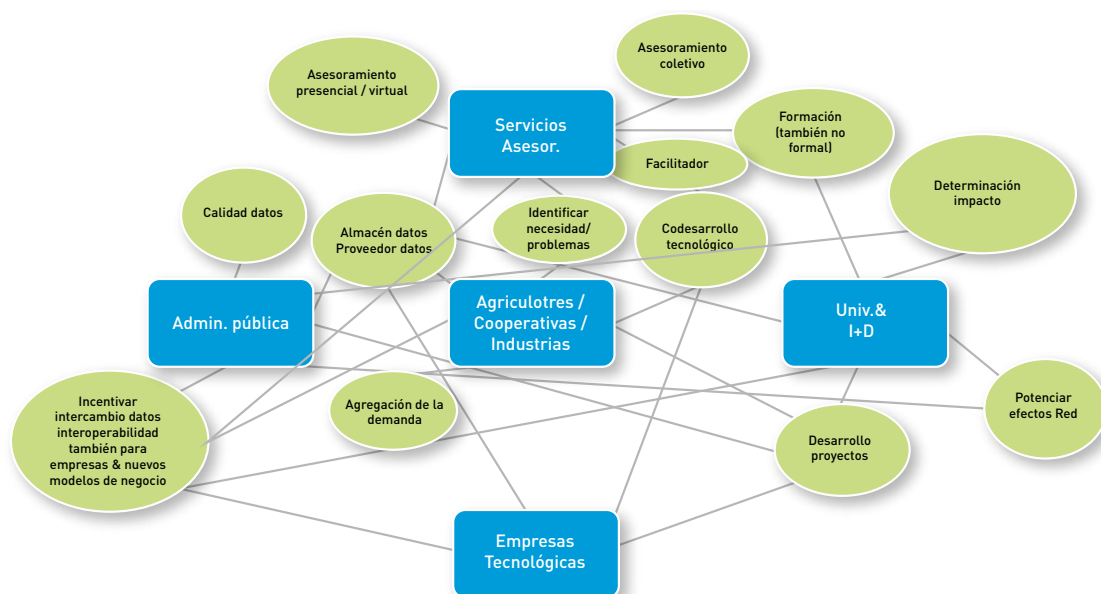 Asesoramiento
coletivo
Asesoramiento
presencial / virtual
Servicios
Asesor.
Formación
(también no
formal)
Facilitador
Determinación
impacto
Calidad datos
Almacén datos
Proveedor datos
Identificar
necesidad/
problemas
Codesarrollo
tecnológico
Admin. pública
Agriculotres /
Cooperativas /
Industrias
Univ.&
I+D
Incentivar
intercambio datos
interoperabilidad
también para
empresas & nuevos
modelos de negocio
Agregación de la
demanda
Desarrollo
proyectos
Potenciar
efectos Red
Empresas
Tecnológicas